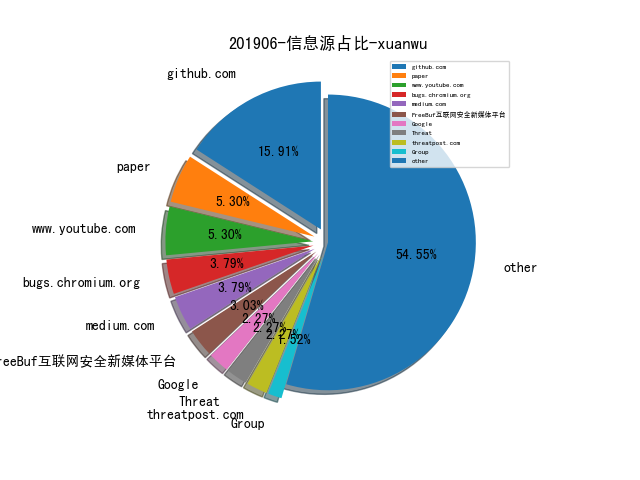 201906-信息源占比-xuanwu
github.com
paper
www.youtube.com
bugs.chromium.org
medium.com
FreeBuf互联网安全新媒体平台
Google
Threat
threatpost.com
Group
other
15.91%
5.30%
5.30%
3.79%
3.79%
3.03%
2.27%
2.27%
2.27%
1.52%
54.55%
github.com
paper
www.youtube.com
bugs.chromium.org
medium.com
reeBuf互联网安全新媒体平台
Google
Threat
threatpost.com
Group
other